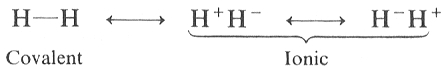 H—H ⟷ H⁺H⁻ ⟷ H⁻H⁺
Covalent Ionic